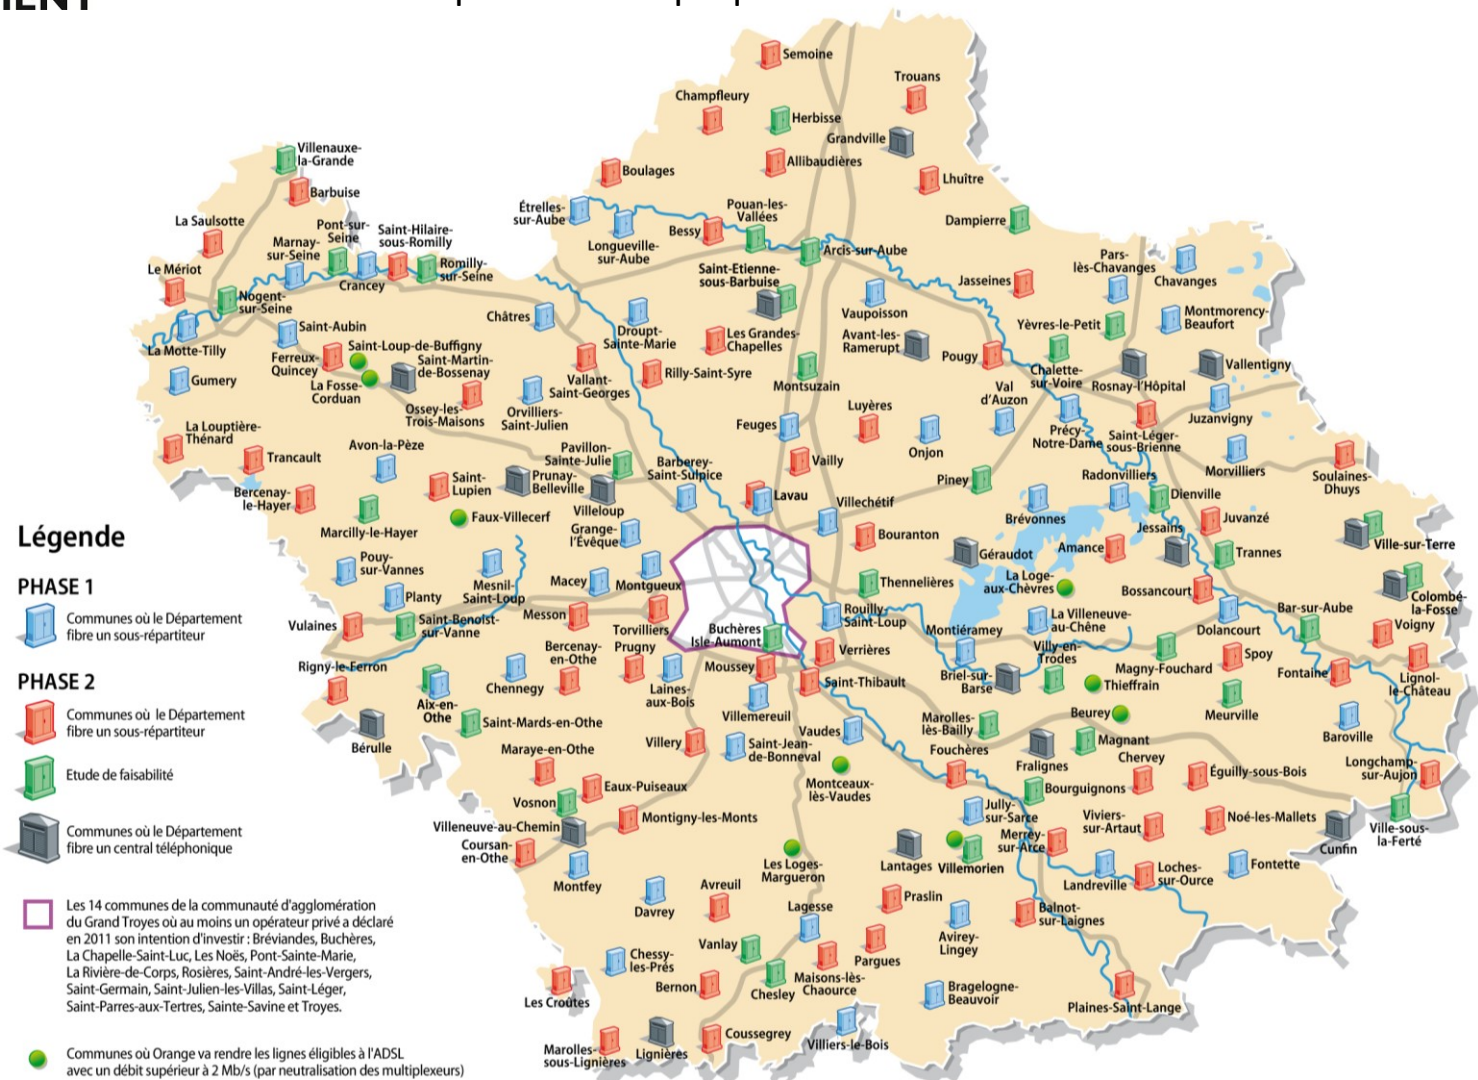 Semoine
Trouans
Champfleury
Herbisse
Grandville
Villenauxe-
la-Grande
Allibaudières
Boulages
Lhuître
Barbuise
Étrelles-
sur-Aube
Pouan-les-
Vallées
La Saulsotte
Pont-sur-
Seine
Saint-Hilaire-
sous-Romilly
Dampierre
Marnay-
sur-Seine
Longueville-
sur-Aube
Bessy
Arcis-sur-Aube
Pars-
lès-Chavanges
Le Mériot
Crancey
Romilly-
sur-Seine
Saint-Etienne-
sous-Barbuise
Jasseines
Chavanges
Nogent-
sur-Seine
Châtres
Vaupoisson
Montmorency-
Beaufort
Saint-Aubin
Droupt-
Sainte-Marie
Les Grandes-
Chapelles
Avant-les-
Ramerupt
Yèvres-le-Petit
La Motte-Tilly
Ferreux-
Quincey
Saint-Loup-de-Buffigny
Saint-Martin-
de-Bossenay
Pougy
Vallentigny
Gumery
La Fosse-
Corduan
Vallant-
Saint-Georges
Rilly-Saint-Syre
Montsuzain
Chalette-
sur-Voire
Rosnay-l’Hôpital
Ossey-les-
Trois-Maisons
Orvilliers-
Saint-Julien
Luyères
Val
d’Auzon
Juzanvigny
La Louptière-
Thénard
Feuges
Onjon
Précy-
Notre-Dame
Saint-Léger-
sous-Brienne
Trancault
Avon-la-Pèze
Pavillon-
Sainte-Julie
Barberey-
Saint-Sulpice
Vailly
Morvilliers
Soulaines-
Dhuys
Bercenay-
le-Hayer
Saint-
Lupien
Prunay-
Belleville
Villeloup
Lavau
Villechétif
Piney
Radonvilliers
Dienville
Marcilly-le-Hayer
Faux-Villecerf
Grange-
l’Évêque
Brévonnes
Jessains
Juvanzé
Bouranton
Ville-sur-Terre
Légende
Pouy-
sur-Vannes
Mesnil-
Saint-Loup
Macey
Montgueux
Géraudot
Amance
Trannes
PHASE 1
Communes où le Département
fibre un sous-répartiteur
Planty
Thennelières
La Loge-
aux-Chèvres
Bossancourt
Colombé-
la-Fosse
Vulaines
Saint-Benoist-
sur-Vanne
Messon
Torvilliers
Buchères
Isle-Aumont
Rouilly-
Saint-Loup
Montiéramey
La Villeneuve-
au-Chêne
Dolancourt
Bar-sur-Aube
Voigny
Rigny-le-Ferron
Bercenay-
en-Othe
Prugny
Moussey
Verrières
Villy-en-
Trodes
Magny-Fouchard
Spoy
Fontaine
Lignol-
le-Château
PHASE 2
Communes où le Département
fibre un sous-répartiteur
Aix-en-
Othe
Chennegy
Laines-
aux-Bois
Saint-Thibault
Briel-sur-
Barse
Thieffrain
Bérulle
Saint-Mards-en-Othe
Villemereuil
Marolles-
lès-Bailly
Beurey
Meurville
Baroville
Etude de faisabilité
Maraye-en-Othe
Villery
Saint-Jean-
de-Bonneval
Vaudes
Fouchères
Fralignes
Magnant
Chervey
Éguilly-sous-Bois
Longchamp-
sur-Aujon
Vosnon
Eaux-Puiseaux
Montceaux-
lès-Vaudes
Bourguignons
Communes où le Département
fibre un central téléphonique
Villeneuve-au-Chemin
Montigny-les-Monts
Jully-
sur-Sarce
Viviers-
sur-Artaut
Noé-les-Mallets
Cunfin
Ville-sous-
la-Ferté
Coursan-
en-Othe
Merrey-
sur-Arce
Montfey
Les Loges-
Margueron
Lantages
Villemorien
Landreville
Loches-
sur-Ource
Fontette
Davrey
Avreuil
Lagesse
Praslin
Balnot-
sur-Laignes
Les 14 communes de la communauté d'agglomération
du Grand Troyes où au moins un opérateur privé a déclaré
en 2011 son intention d'investir : Bréviandes, Buchères,
La Chapelle-Saint-Luc, Les Noës, Pont-Sainte-Marie,
La Rivière-de-Corps, Rosières, Saint-André-les-Vergers,
Saint-Germain, Saint-Julien-les-Villas, Saint-Léger,
Saint-Parres-aux-Tertres, Sainte-Savine et Troyes.
Chessy-
les-Prés
Vanlay
Pargues
Avirey-
Lingey
Les Croûtes
Bernon
Chesley
Maisons-lès-
Chaource
Bragelogne-
Beauvoir
Plaines-Saint-Lange
Marolles-
sous-Lignières
Lignières
Coussegrey
Villiers-le-Bois
Communes où Orange va rendre les lignes éligibles à l'ADSL
avec un débit supérieur à 2 Mb/s (par neutralisation des multiplexeurs)